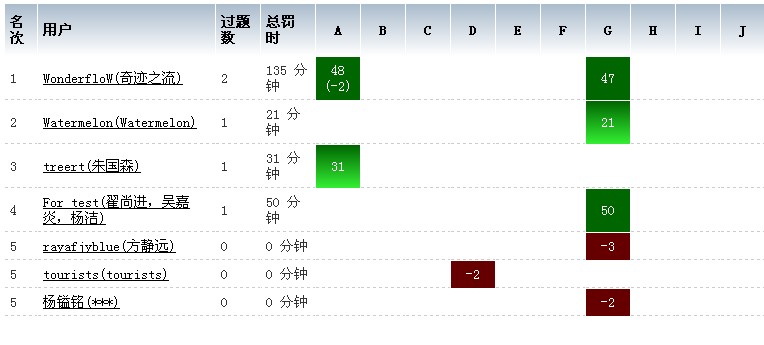 名次 用户 过题数 总罚时 A B C D E F G H I J
1 WonderfloW(奇迹之流) 2 135 分钟 48 (-2) 47
2 Watermelon(Watermelon) 1 21 分钟 21
3 treert(朱国森) 1 31 分钟 31
4 For test(翟尚进, 吴嘉炎, 杨洁) 1 50 分钟 50
5 rayafjyblue(方静远) 0 0 分钟 -3
5 tourists(tourists) 0 0 分钟 -2
5 杨镒铭(***) 0 0 分钟 -2